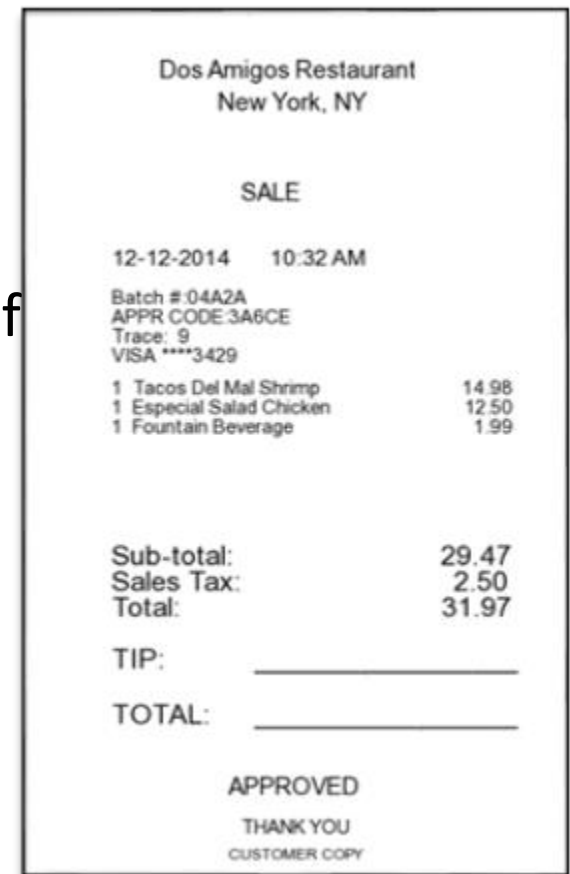 Dos Amigos Restaurant
New York, NY
SALE
12-12-2014 10:32 AM
f
Batch #:04A2A
APPR CODE:3A6CE
Trace: 9
VISA ****3429
1 Tacos Del Mal Shrimp 14.98
1 Especial Salad Chicken 12.50
1 Fountain Beverage 1.99
Sub-total: 29.47
Sales Tax: 2.50
Total: 31.97
TIP:
TOTAL:
APPROVED
THANK YOU
CUSTOMER COPY